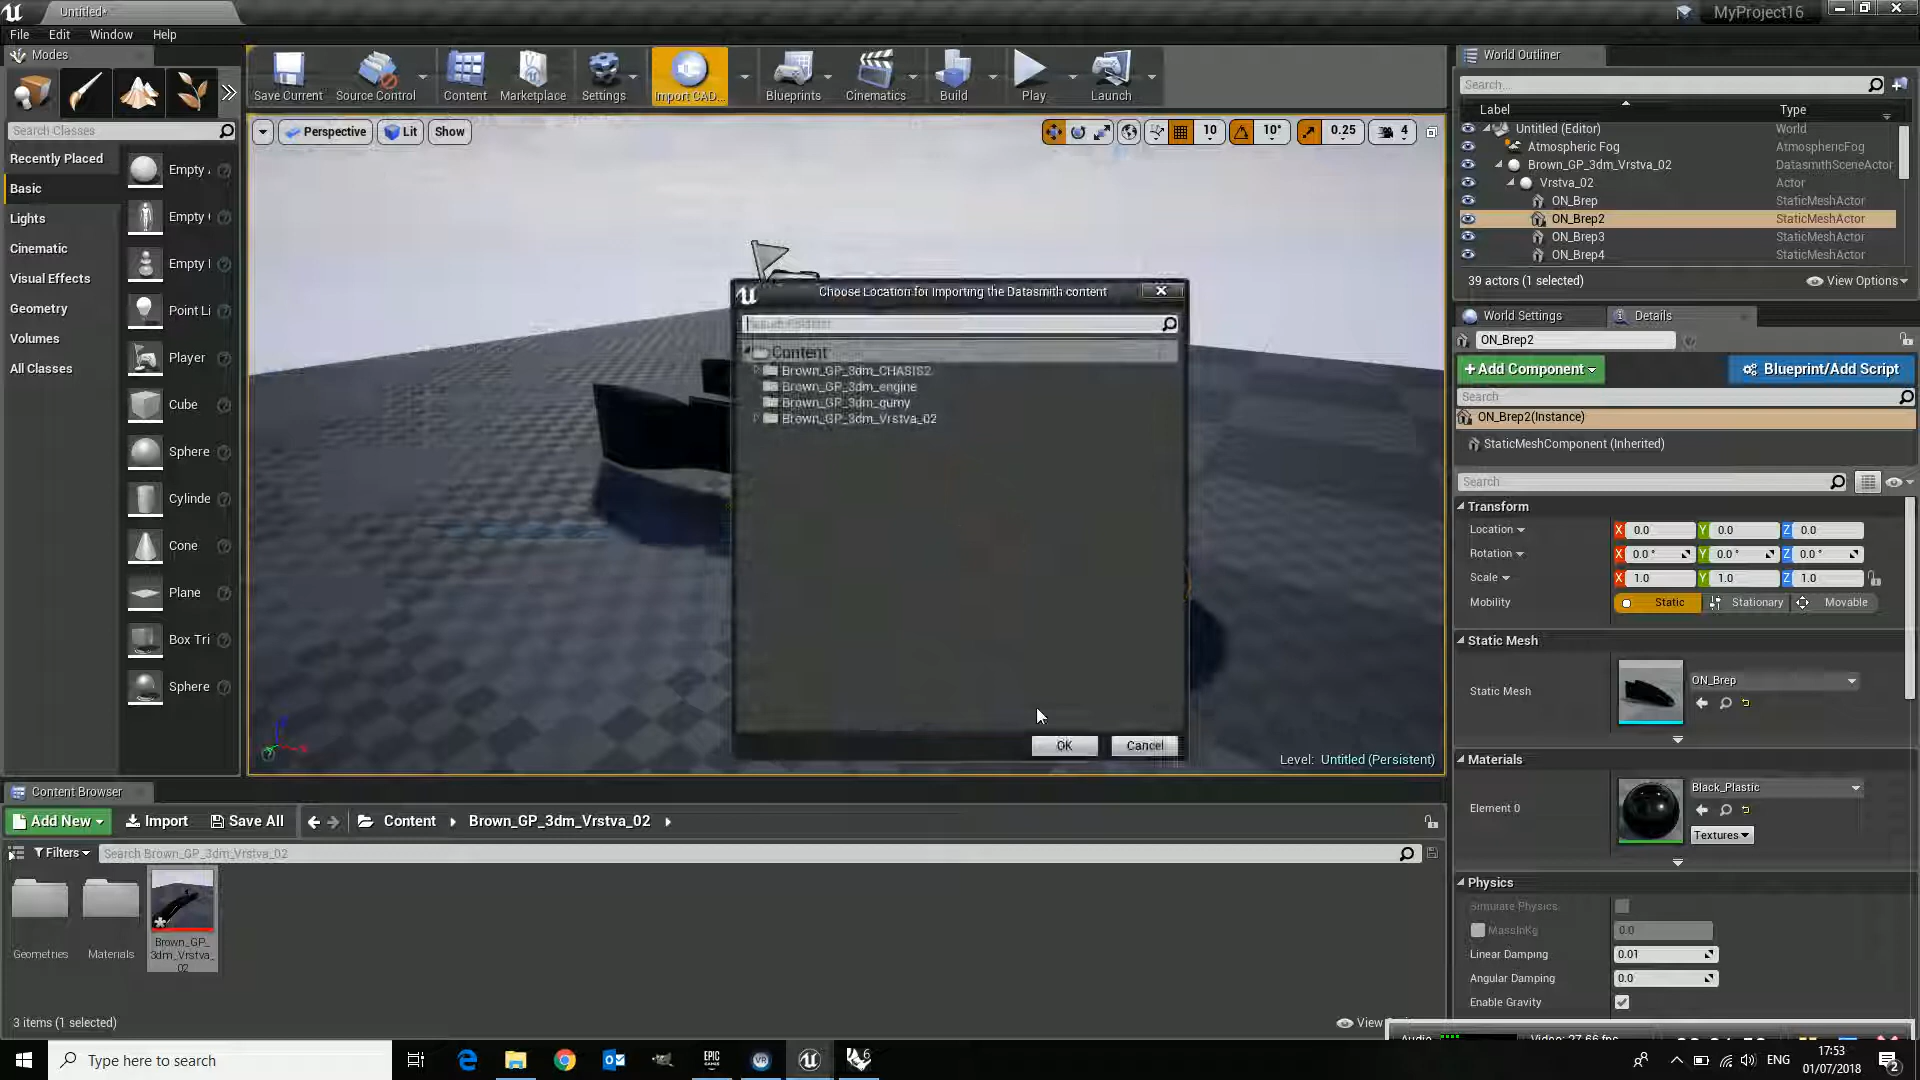 Untitled*
MyProject16
File Edit Window Help
Modes
Save Current
Source Control
Content
Marketplace
Settings
Import CAD...
Blueprints
Cinematics
Build
Play
Launch
Search Classes
Recently Placed
Basic
Lights
Cinematic
Visual Effects
Geometry
Volumes
All Classes
Empty
Empty
Empty
Point Li
Player
Cube
Sphere
Cylinde
Cone
Plane
Box Tri
Sphere
Perspective
Lit
Show
10
10°
0.25
4
Choose Location for importing the Datasmith content
Content
Brown_GP_3dm_CHASIS2
Brown_GP_3dm_engine
Brown_GP_3dm_gumy
Brown_GP_3dm_Vrstva_02
OK
Cancel
Level: Untitled (Persistent)
World Outliner
Search...
Label Type
Untitled (Editor) World
Atmospheric Fog AtmosphericFog
Brown_GP_3dm_Vrstva_02 DatasmithSceneActor
Vrstva_02 Actor
ON_Brep StaticMeshActor
ON_Brep2 StaticMeshActor
ON_Brep3 StaticMeshActor
ON_Brep4 StaticMeshActor
39 actors (1 selected)
View Options
World Settings
Details
ON_Brep2
+Add Component
Blueprint/Add Script
Search
ON_Brep2(Instance)
StaticMeshComponent (Inherited)
Search
Transform
Location X 0.0 Y 0.0 Z 0.0
Rotation X 0.0 ° Y 0.0 ° Z 0.0 °
Scale X 1.0 Y 1.0 Z 1.0
Mobility Static Stationary Movable
Static Mesh
Static Mesh
ON_Brep
Materials
Element 0
Black_Plastic
Textures
Physics
Simulate Physics
MassInKg 0.0
Linear Damping 0.01
Angular Damping 0.0
Enable Gravity
Content Browser
Add New
Import
Save All
Content
Brown_GP_3dm_Vrstva_02
Filters
Search Brown_GP_3dm_Vrstva_02
Geometries
Materials
Brown_GP_
3dm_Vrstva_
02
3 items (1 selected)
View
Type here to search
EPIC
GAMES
VR
6
ENG
17:53
01/07/2018
2